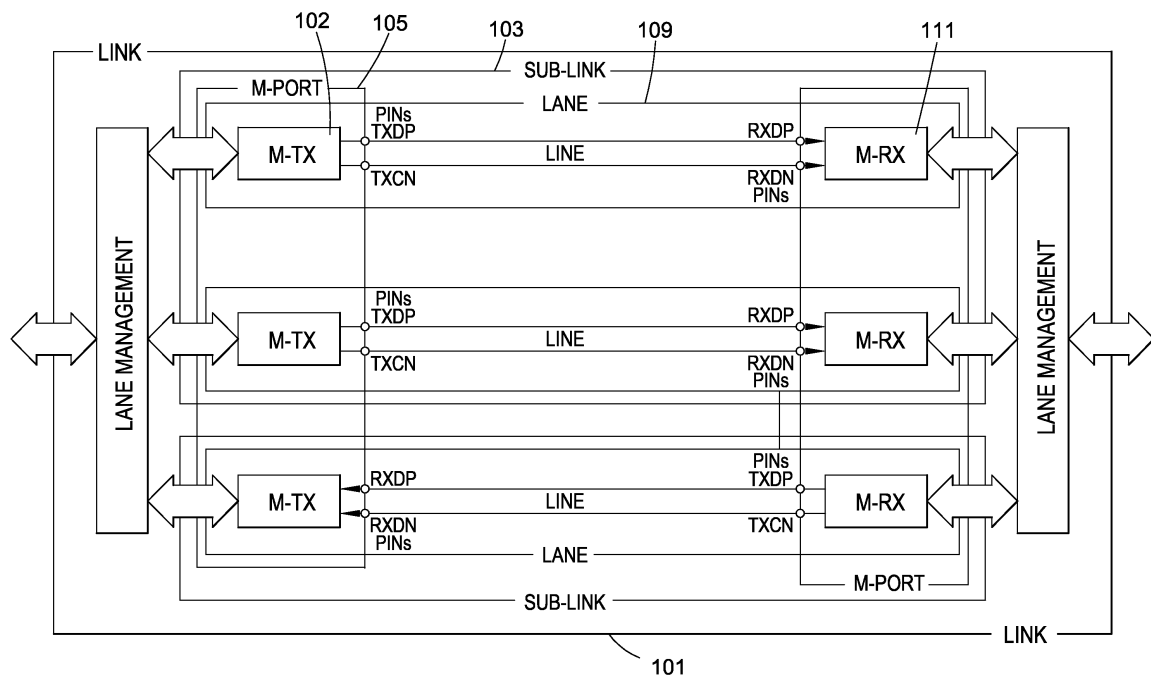 102
105
103
109
111
LINK
SUB-LINK
M-PORT
LANE
PINs
TXDP
RXDP
M-TX
LINE
M-RX
TXCN
RXDN
PINs
LANE MANAGEMENT
LANE MANAGEMENT
PINs
TXDP
RXDP
M-TX
LINE
M-RX
TXCN
RXDN
PINs
PINs
RXDP
TXDP
M-TX
LINE
M-RX
RXDN
TXCN
PINs
LANE
M-PORT
SUB-LINK
LINK
101